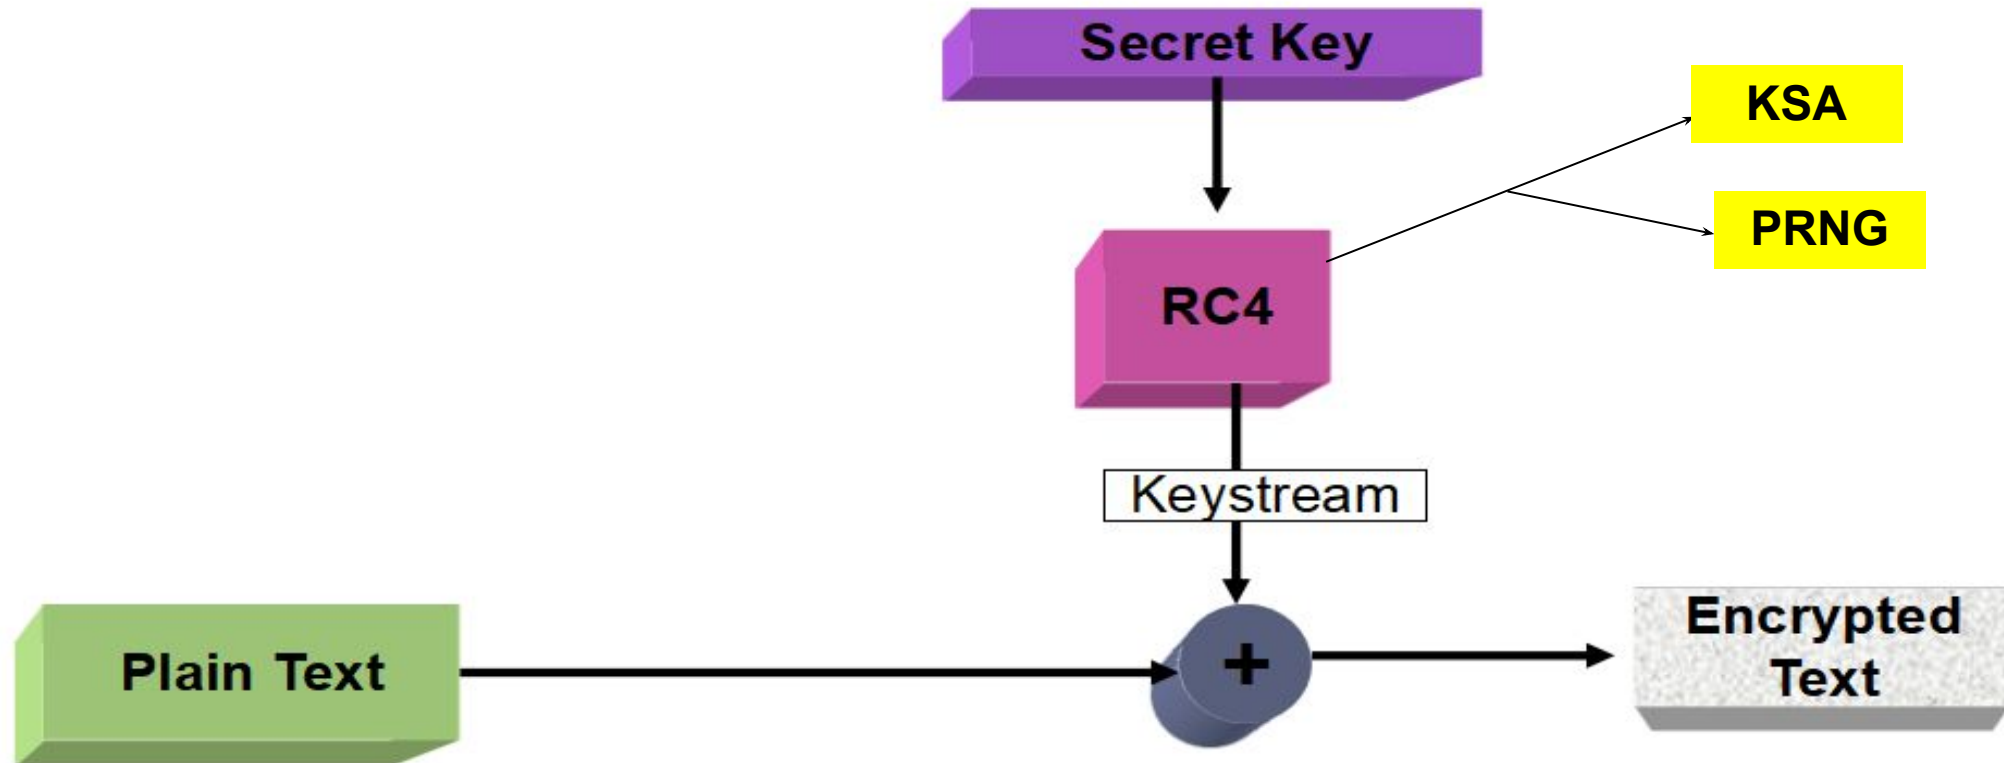 Secret Key
KSA
PRNG
RC4
Keystream
Plain Text
+
Encrypted
Text